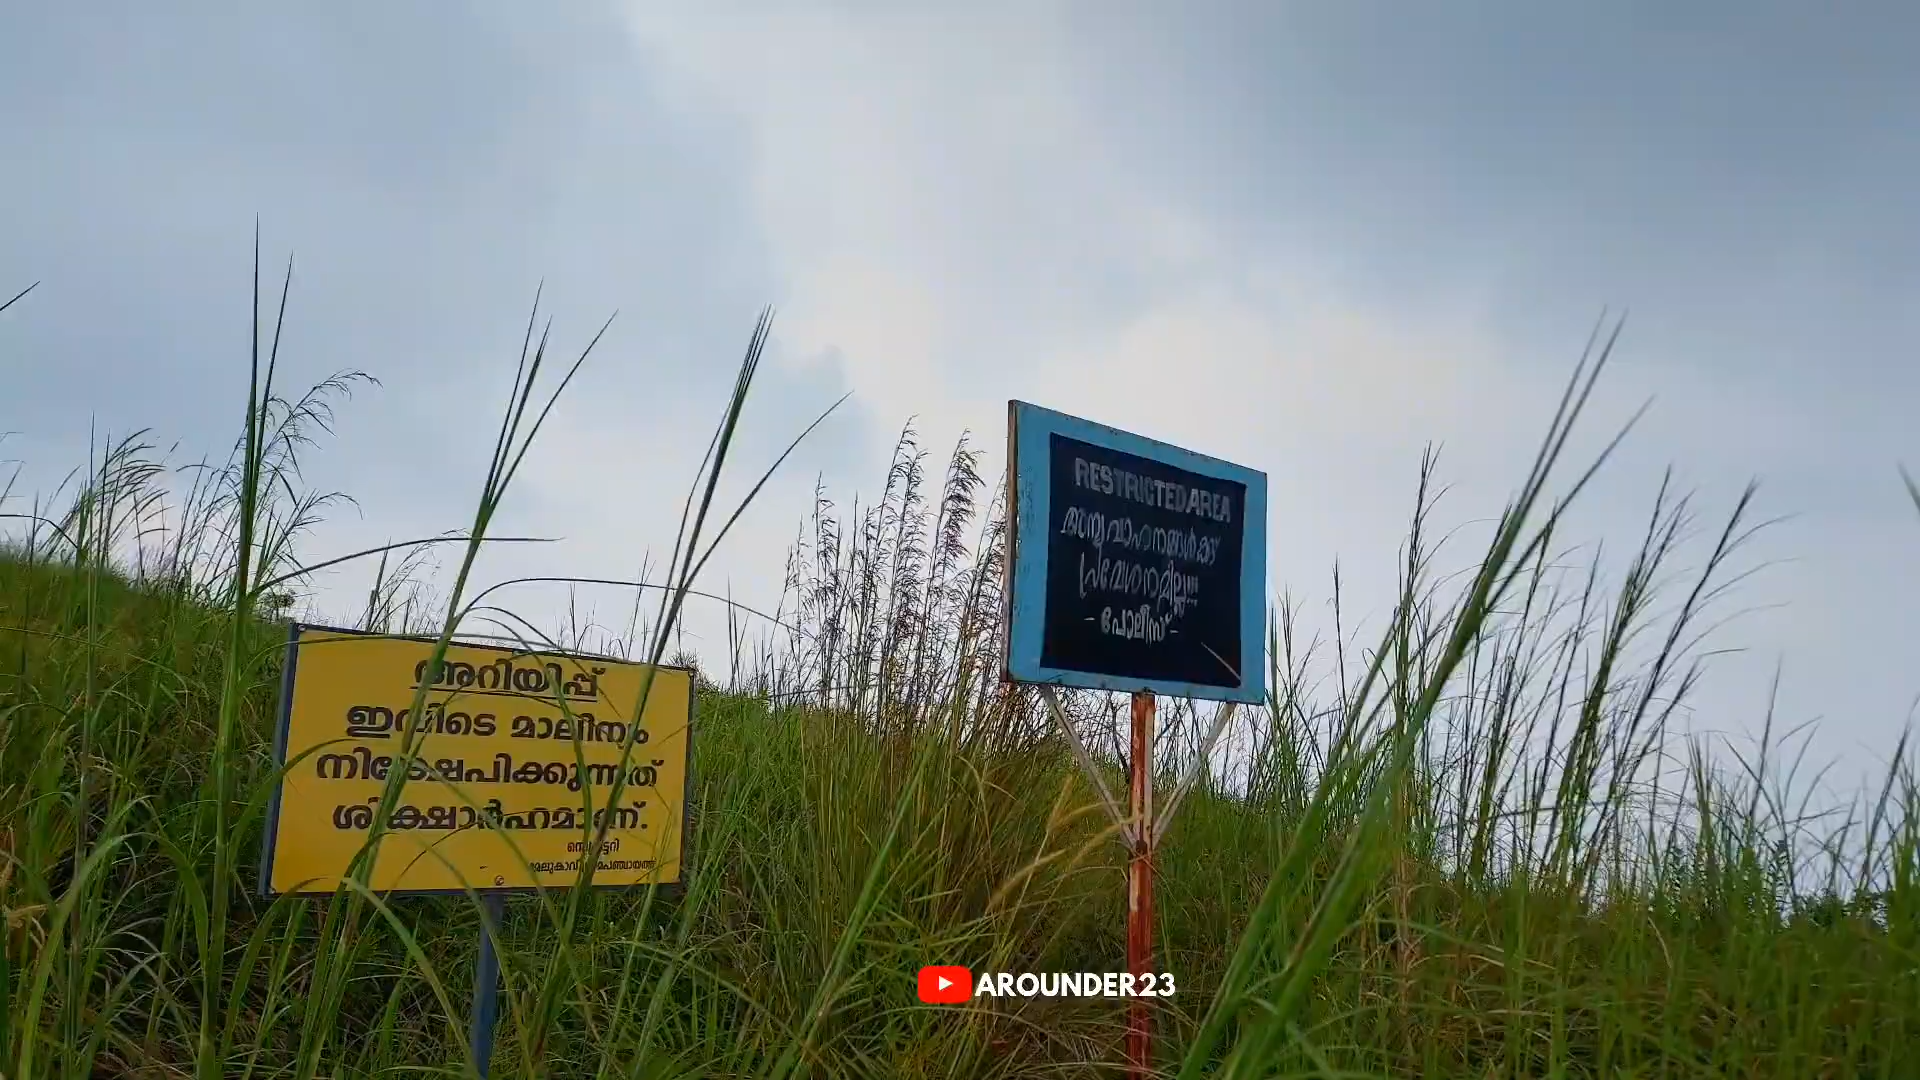 അറിയിപ്പ്
ഇവിടെ മാലിന്യം
നിക്ഷേപിക്കുന്നത്
ശിക്ഷാർഹമാണ്.
RESTRICTED AREA
അന്യവാഹനങ്ങൾക്ക്
പ്രവേശനമില്ല!!!
- പോലീസ് -
AROUNDER23